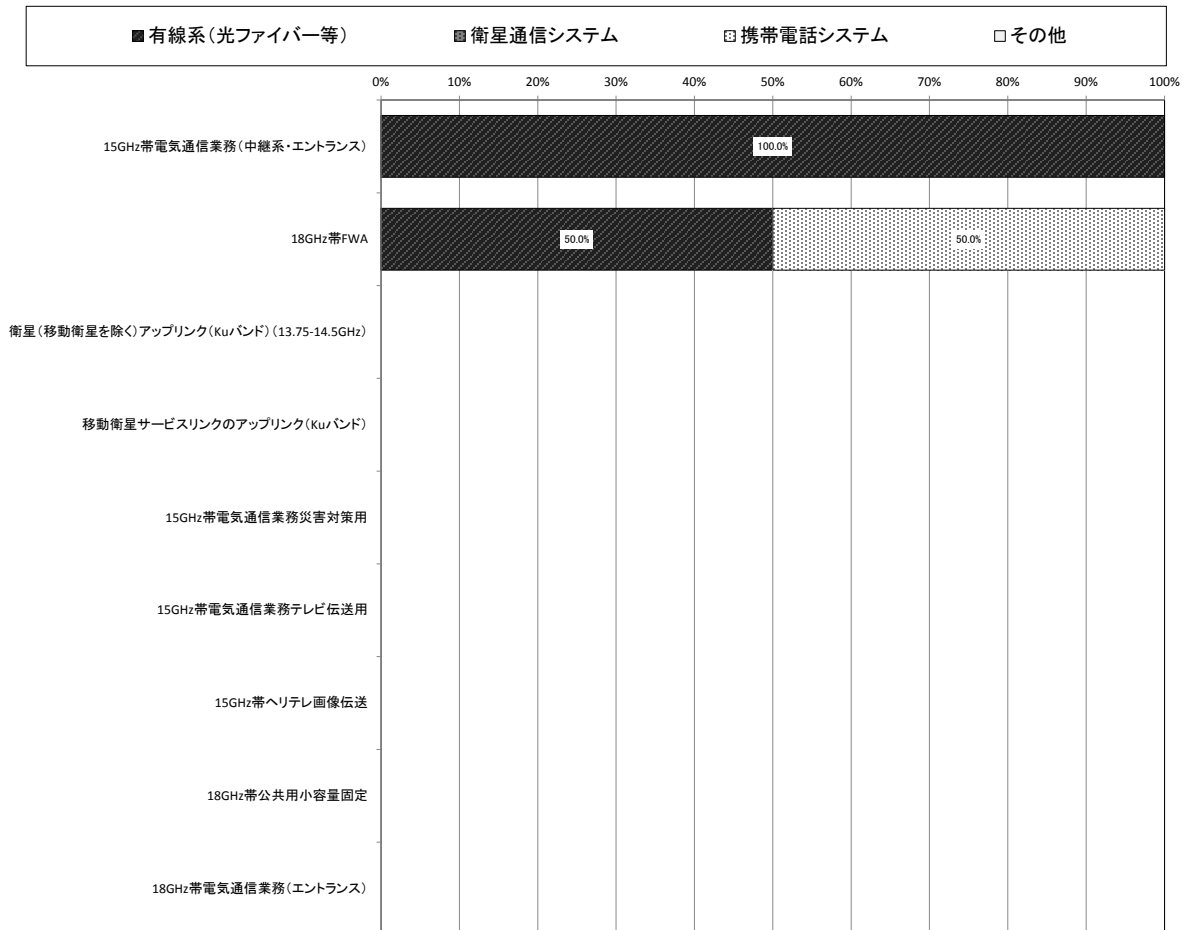 ■有線系(光ファイバー等) ■衛星通信システム □携帯電話システム □その他
0% 10% 20% 30% 40% 50% 60% 70% 80% 90% 100%
15GHz帯電気通信業務(中継系・エントランス)
100.0%
18GHz帯FWA
50.0% 50.0%
衛星(移動衛星を除く)アップリンク(Kuバンド)(13.75-14.5GHz)
移動衛星サービスリンクのアップリンク(Kuバンド)
15GHz帯電気通信業務災害対策用
15GHz帯電気通信業務テレビ伝送用
15GHz帯ヘリテレ画像伝送
18GHz帯公共用小容量固定
18GHz帯電気通信業務(エントランス)